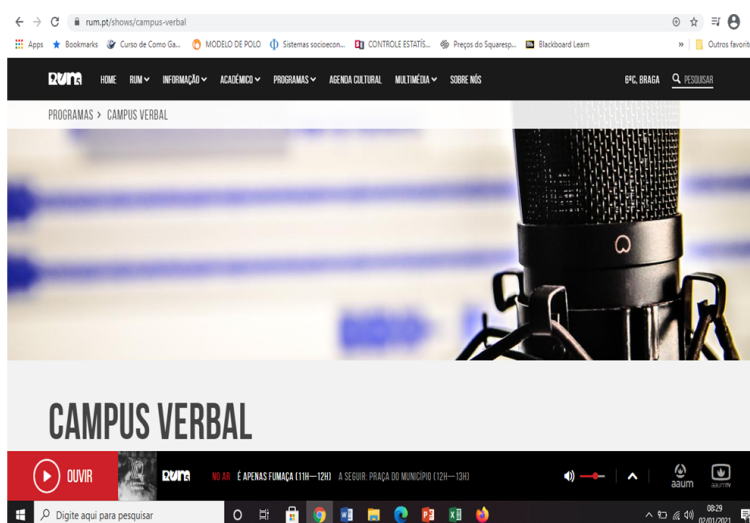 rum.pt/shows/campus-verbal
Apps Bookmarks Curso de Como Ga... MODELO DE POLO Sistemas socioecon... CONTROLE ESTATÍS... Preços do Squaresp... Blackboard Learn » Outros favorit
RUM HOME RUM INFORMAÇÃO ACADÉMICO PROGRAMAS AGENDA CULTURAL MULTIMÉDIA SOBRE NÓS 6ºC, BRAGA PESQUISAR
PROGRAMAS > CAMPUS VERBAL
CAMPUS VERBAL
OUVIR RUM NO AR É APENAS FUMAÇA (11H—12H) A SEGUIR: PRAÇA DO MUNICÍPIO (12H—13H) aaum aaumtv
Digite aqui para pesquisar 08:29
02/01/2021